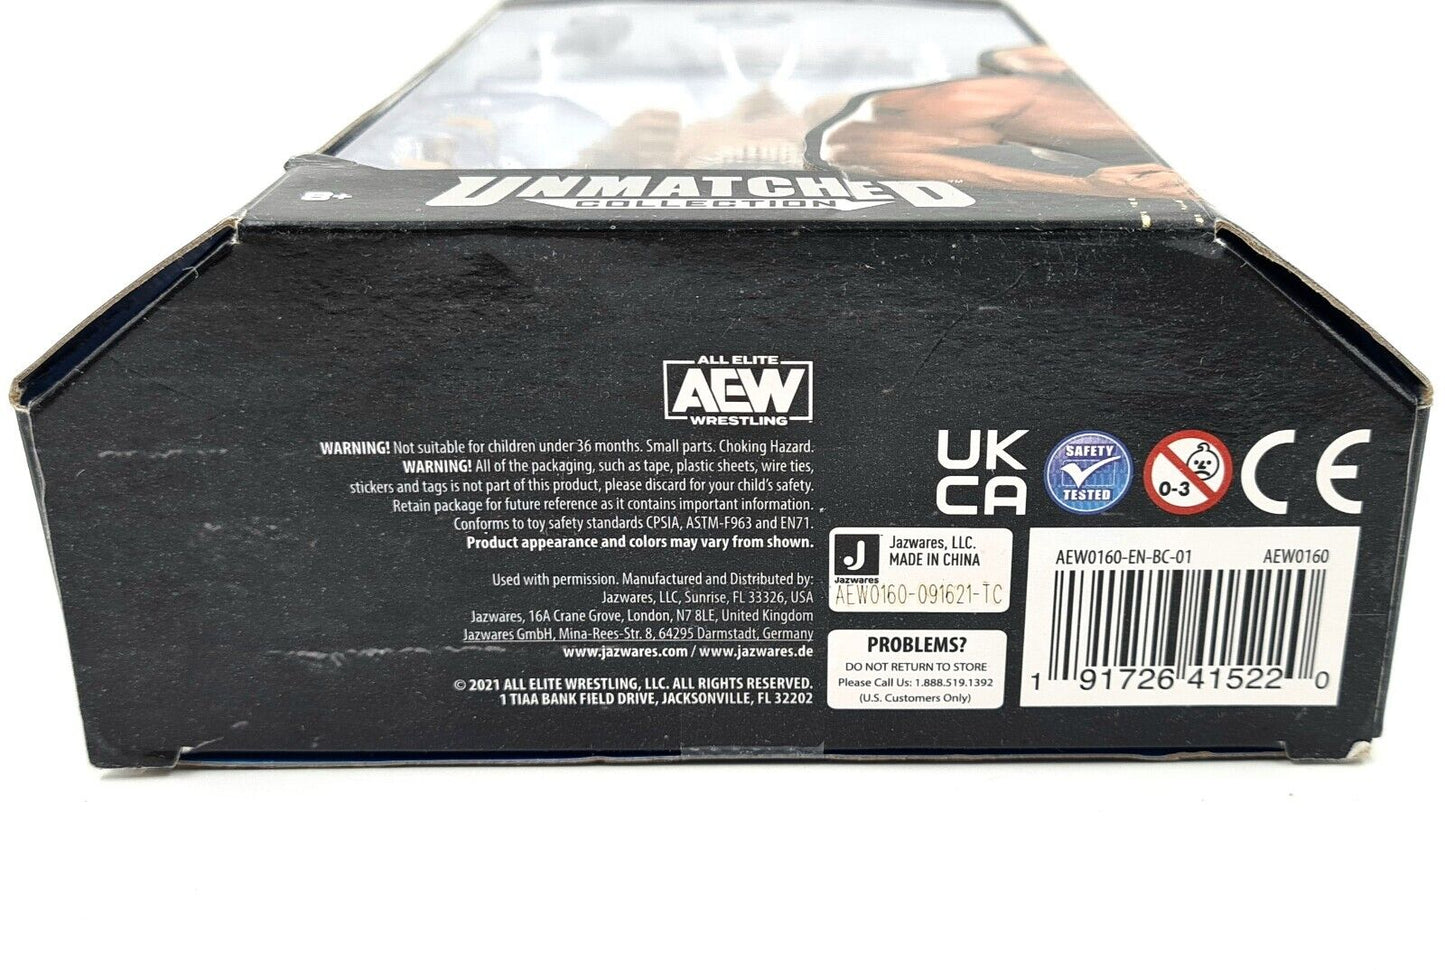 8+
UNMATCHED™
COLLECTION
ALL ELITE
AEW
WRESTLING
WARNING! Not suitable for children under 36 months. Small parts. Choking Hazard.
WARNING! All of the packaging, such as tape, plastic sheets, wire ties,
stickers and tags is not part of this product, please discard for your child's safety.
Retain package for future reference as it contains important information.
Conforms to toy safety standards CPSIA, ASTM-F963 and EN71.
Product appearance and colors may vary from shown.
Used with permission. Manufactured and Distributed by:
Jazwares, LLC, Sunrise, FL 33326, USA
Jazwares, 16A Crane Grove, London, N7 8LE, United Kingdom
Jazwares GmbH, Mina-Rees-Str. 8, 64295 Darmstadt, Germany
www.jazwares.com / www.jazwares.de
© 2021 ALL ELITE WRESTLING, LLC. ALL RIGHTS RESERVED.
1 TIAA BANK FIELD DRIVE, JACKSONVILLE, FL 32202
UK
CA
SAFETY
TESTED
0-3
CE
J
Jazwares
Jazwares, LLC.
MADE IN CHINA
AEW0160-091621-TC
PROBLEMS?
DO NOT RETURN TO STORE
Please Call Us: 1.888.519.1392
(U.S. Customers Only)
AEW0160-EN-BC-01 AEW0160
1 91726 41522 0